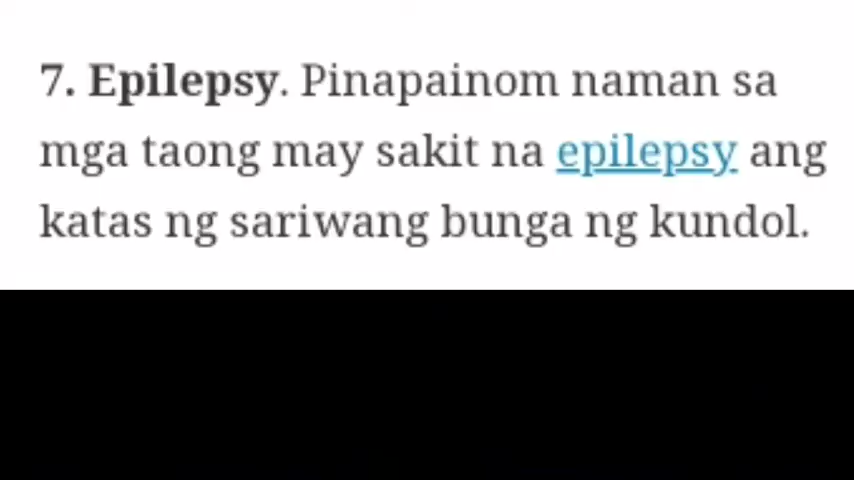 7. Epilepsy. Pinapainom naman sa
mga taong may sakit na epilepsy ang
katas ng sariwang bunga ng kundol.